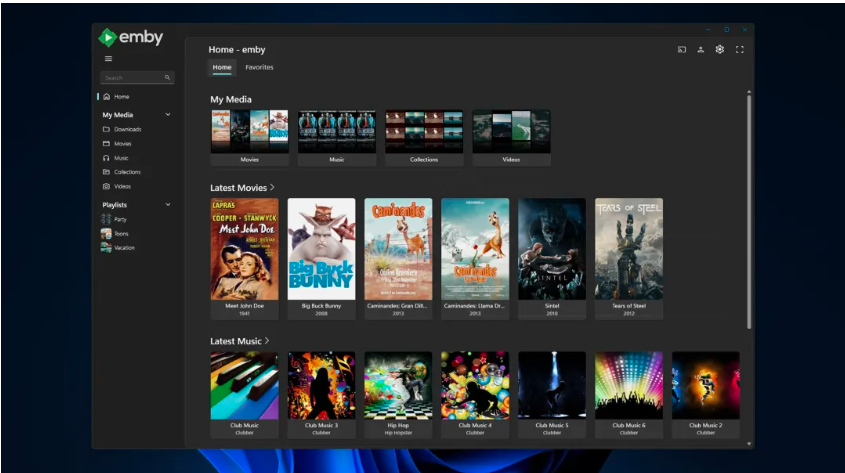 emby
Home - emby
Search
Home
Favorites
Home
My Media
Downloads
Movies
Music
Collections
Videos
Playlists
Party
Toons
Vacation
My Media
Movies
Music
Collections
Videos
Latest Movies
CAPRA'S
COOPER - STANWYCK
Meet John Doe
Big Buck
BUNNY
Caminandes
Caminandes
SINTEL
TEARS OF STEEL
Meet John Doe
1941
Big Buck Bunny
2008
Caminandes: Gran Dill...
2013
Caminandes: Llama Dr...
2013
Sintel
2010
Tears of Steel
2012
Latest Music
Club Music
Clubber
Club Music 3
Clubber
Hip Hop
Hip Hopster
Club Music 4
Clubber
Club Music 5
Clubber
Club Music 6
Clubber
Club Music 2
Clubber